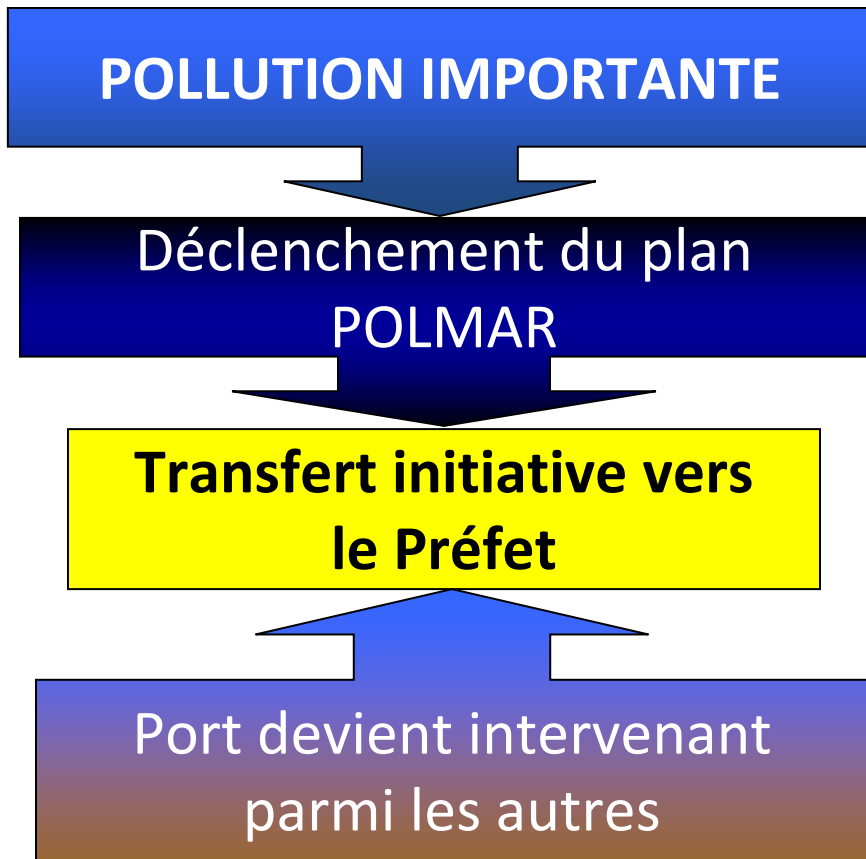 POLLUTION IMPORTANTE
Déclenchement du plan
POLMAR
Transfert initiative vers
le Préfet
Port devient intervenant
parmi les autres